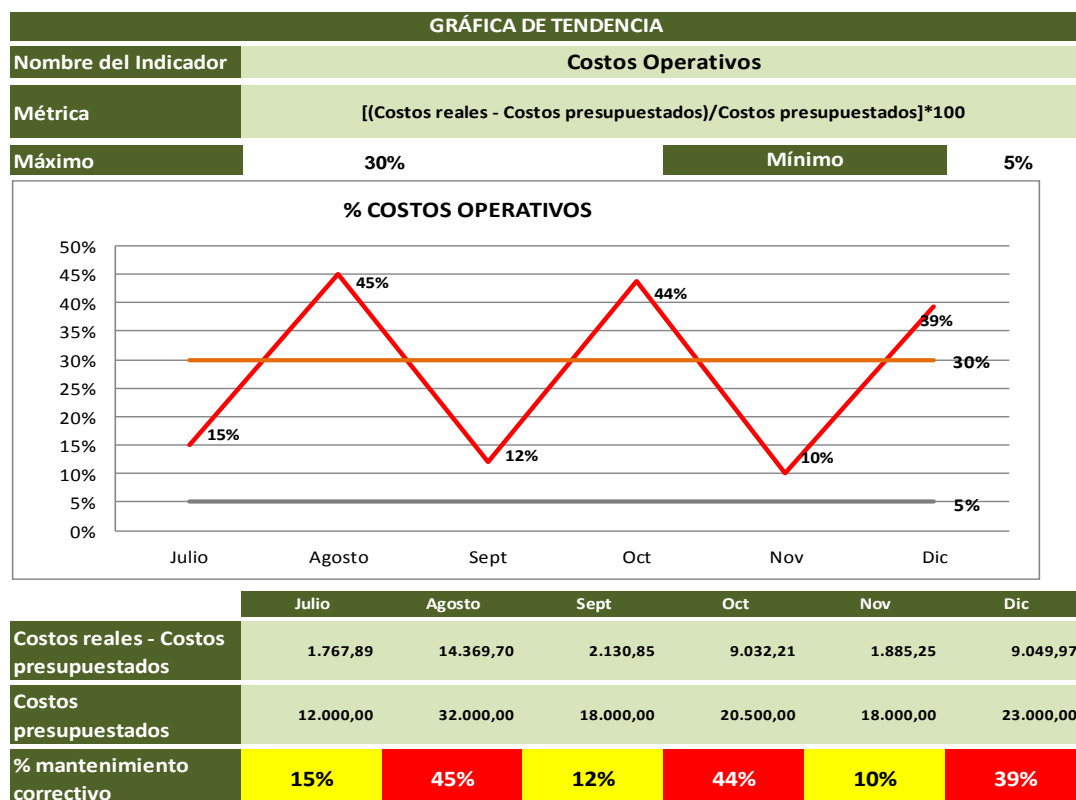 GRÁFICA DE TENDENCIA
Nombre del Indicador Costos Operativos
Métrica [(Costos reales - Costos presupuestados)/Costos presupuestados]*100
Máximo 30% Mínimo 5%
% COSTOS OPERATIVOS
50%
45%
40%
35%
30%
25%
20%
15%
10%
5%
0%
15%
45%
12%
44%
10%
39%
30%
5%
Julio Agosto Sept Oct Nov Dic
Julio Agosto Sept Oct Nov Dic
Costos reales - Costos
presupuestados
1.767,89 14.369,70 2.130,85 9.032,21 1.885,25 9.049,97
Costos
presupuestados
12.000,00 32.000,00 18.000,00 20.500,00 18.000,00 23.000,00
% mantenimiento
correctivo
15% 45% 12% 44% 10% 39%